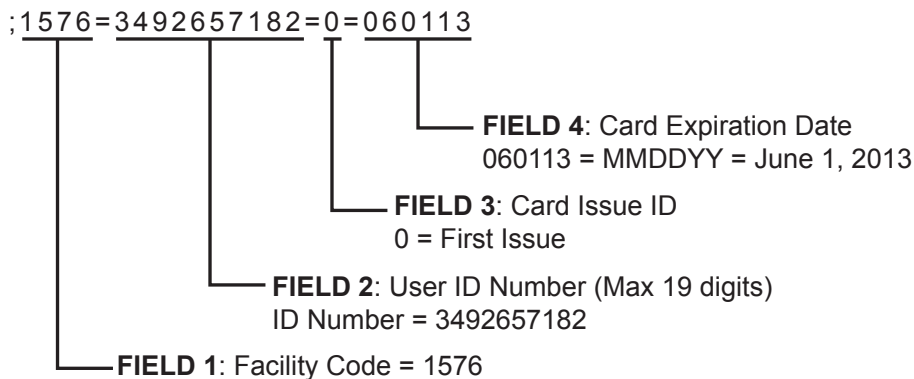 ;1576=3492657182=0=060113
FIELD 4: Card Expiration Date
060113 = MMDDYY = June 1, 2013
FIELD 3: Card Issue ID
0 = First Issue
FIELD 2: User ID Number (Max 19 digits)
ID Number = 3492657182
FIELD 1: Facility Code = 1576